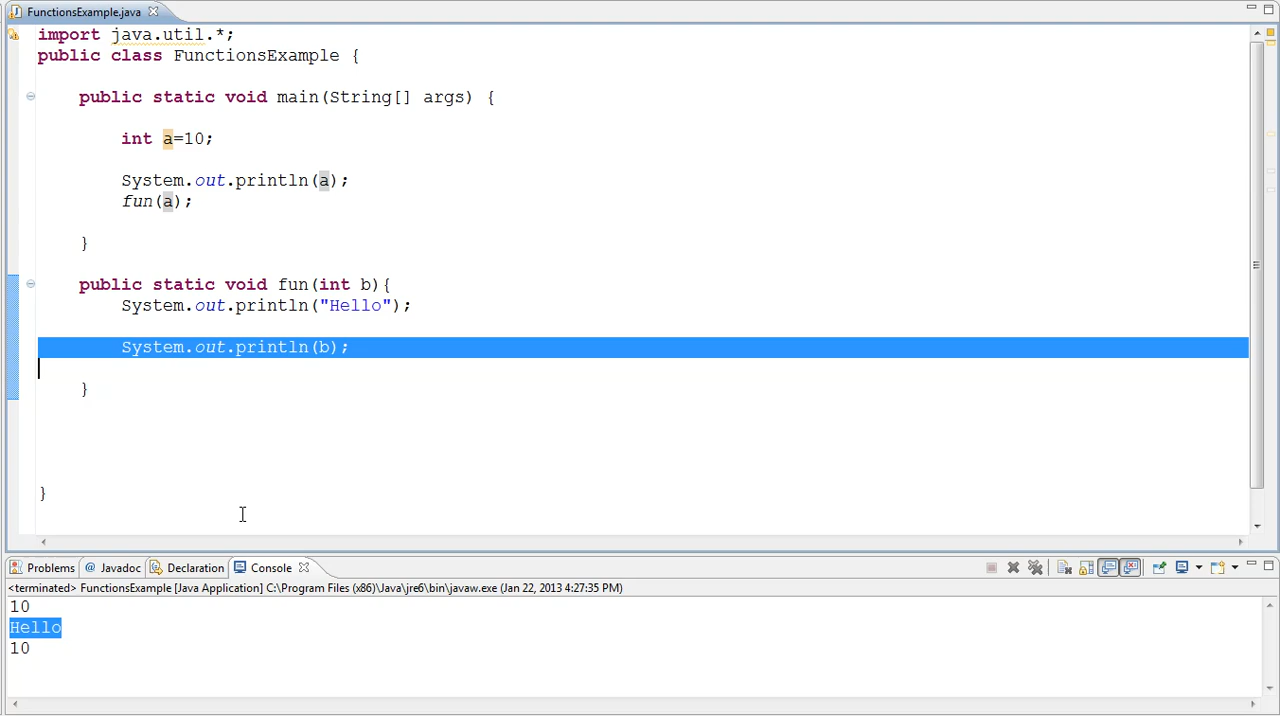 FunctionsExample.java
import java.util.*;
public class FunctionsExample {
public static void main(String[] args) {
int a=10;
System.out.println(a);
fun(a);
}
public static void fun(int b){
System.out.println("Hello");
System.out.println(b);
}
}
Problems @ Javadoc Declaration Console
<terminated> FunctionsExample [Java Application] C:\Program Files (x86)\Java\jre6\bin\javaw.exe (Jan 22, 2013 4:27:35 PM)
10
Hello
10